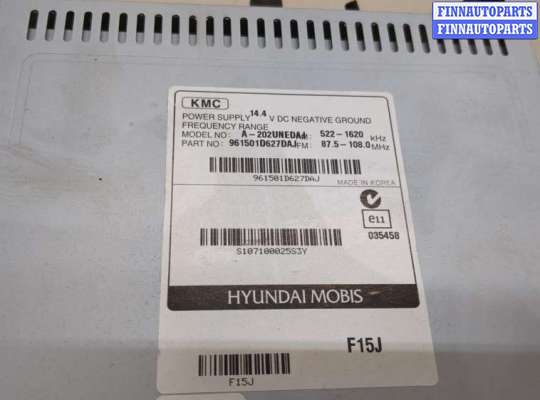 FINNAUTOPARTS
FINNAUTOPARTS
KMC
POWER SUPPLY 14.4 V DC NEGATIVE GROUND
FREQUENCY RANGE
MODEL NO: A-202UNEDAJ 522-1620 kHz
PART NO: 961501D627DAJ FM: 87.5-108.0 MHz
961501D627DAJ
MADE IN KOREA
e11
035458
S107100025S3Y
HYUNDAI MOBIS
F15J
F15J